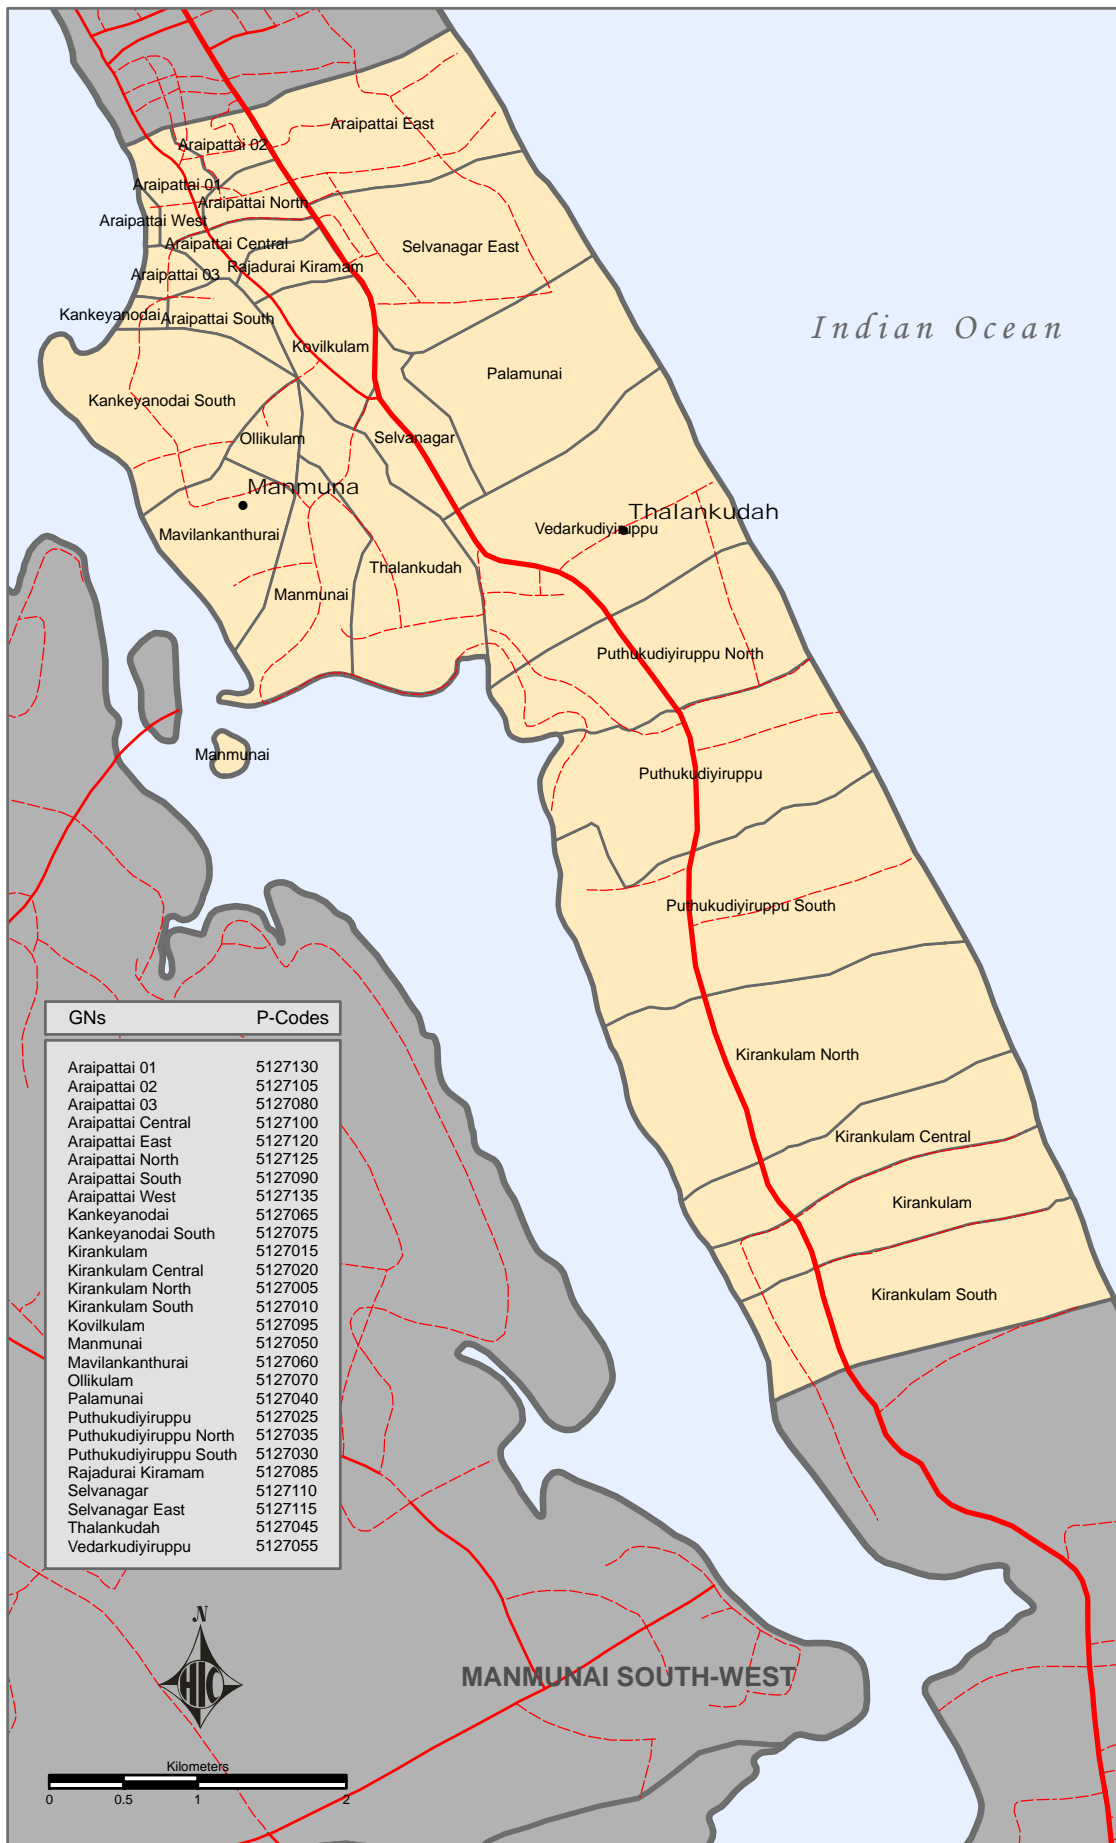 Araipattai East
Araipattai 02
Araipattai 01
Araipattai North
Araipattai West
Araipattai Central
Selvanagar East
Rajadurai Kiramam
Araipattai 03
Kankeyanodai
Araipattai South
Indian Ocean
Kovilkulam
Palamunai
Kankeyanodai South
Ollikulam
Selvanagar
Manmuna
Thalankudah
Vedarkudiyiruppu
Mavilankanthurai
Thalankudah
Manmunai
Puthukudiyiruppu North
Manmunai
Puthukudiyiruppu
Puthukudiyiruppu South
Kirankulam North
Kirankulam Central
Kirankulam
Kirankulam South
GNs P-Codes
Araipattai 01 5127130
Araipattai 02 5127105
Araipattai 03 5127080
Araipattai Central 5127100
Araipattai East 5127120
Araipattai North 5127125
Araipattai South 5127090
Araipattai West 5127135
Kankeyanodai 5127065
Kankeyanodai South 5127075
Kirankulam 5127015
Kirankulam Central 5127020
Kirankulam North 5127005
Kirankulam South 5127010
Kovilkulam 5127095
Manmunai 5127050
Mavilankanthurai 5127060
Ollikulam 5127070
Palamunai 5127040
Puthukudiyiruppu 5127025
Puthukudiyiruppu North 5127035
Puthukudiyiruppu South 5127030
Rajadurai Kiramam 5127085
Selvanagar 5127110
Selvanagar East 5127115
Thalankudah 5127045
Vedarkudiyiruppu 5127055
N
HIC
MANMUNAI SOUTH-WEST
Kilometers
0 0.5 1 2